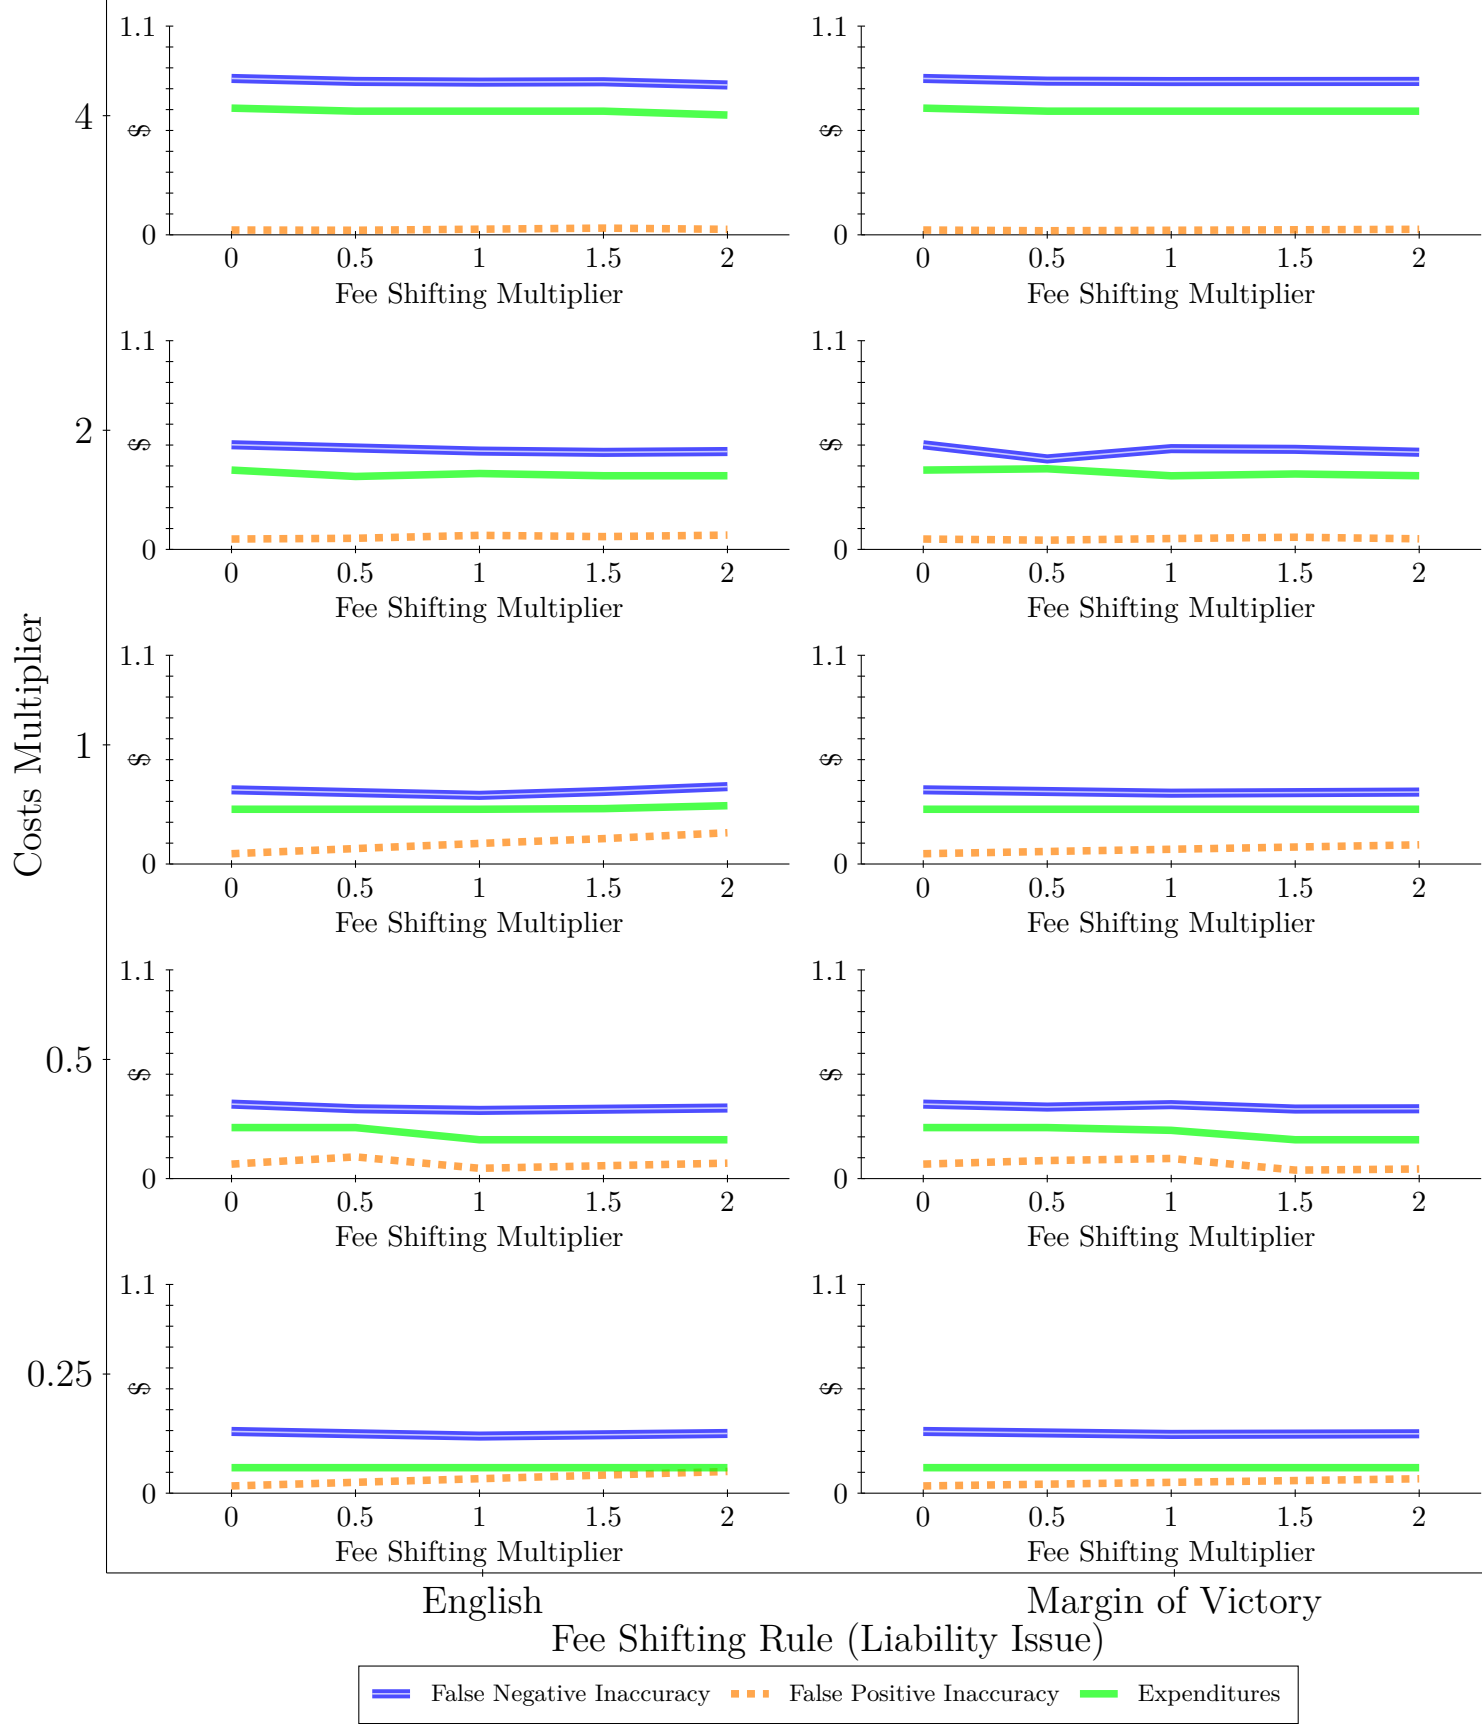 1.1 1.1
4 $ $
0 0
0 0.5 1 1.5 2 0 0.5 1 1.5 2
Fee Shifting Multiplier Fee Shifting Multiplier
1.1 1.1
2 $ $
0 0
0 0.5 1 1.5 2 0 0.5 1 1.5 2
Fee Shifting Multiplier Fee Shifting Multiplier
Costs Multiplier
1.1 1.1
1 $ $
0 0
0 0.5 1 1.5 2 0 0.5 1 1.5 2
Fee Shifting Multiplier Fee Shifting Multiplier
1.1 1.1
0.5 $ $
0 0
0 0.5 1 1.5 2 0 0.5 1 1.5 2
Fee Shifting Multiplier Fee Shifting Multiplier
1.1 1.1
0.25 $ $
0 0
0 0.5 1 1.5 2 0 0.5 1 1.5 2
Fee Shifting Multiplier Fee Shifting Multiplier
English Margin of Victory
Fee Shifting Rule (Liability Issue)
False Negative Inaccuracy False Positive Inaccuracy Expenditures